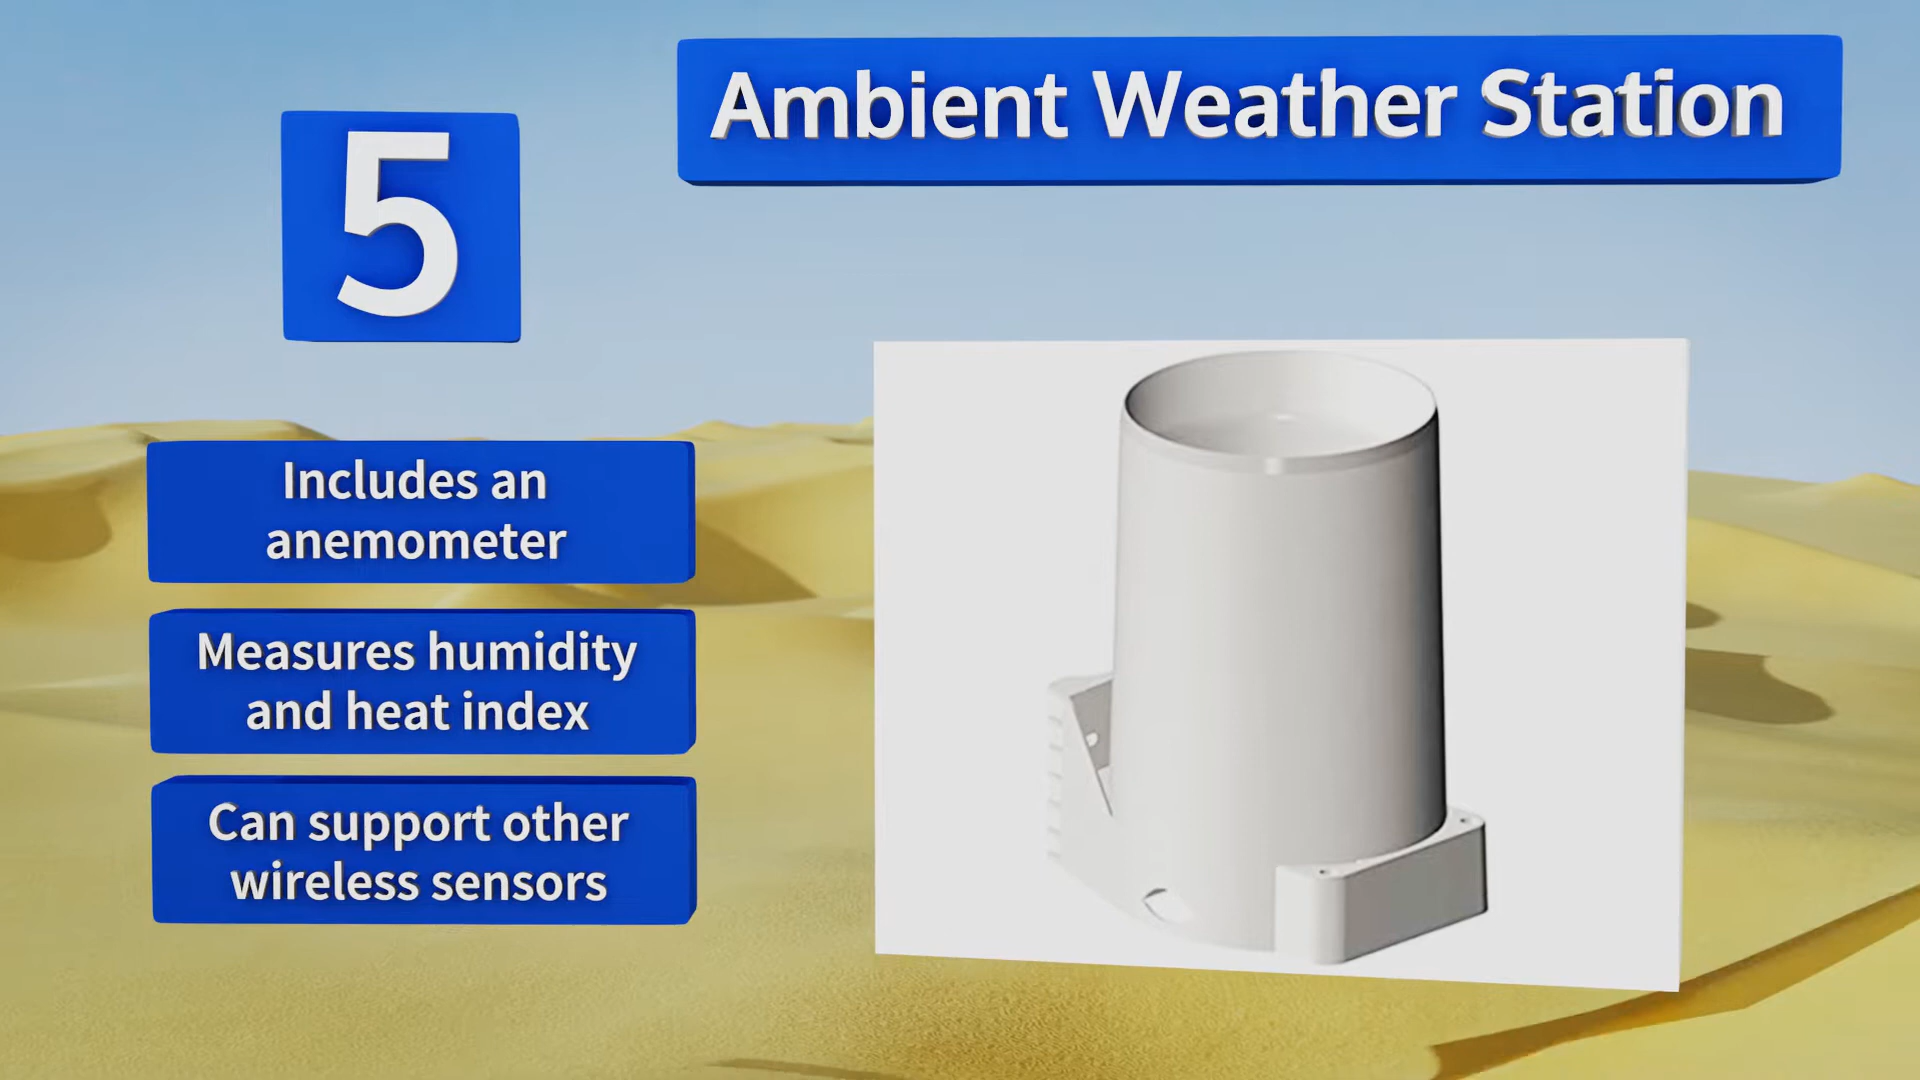 5
Ambient Weather Station
Includes an
anemometer
Measures humidity
and heat index
Can support other
wireless sensors